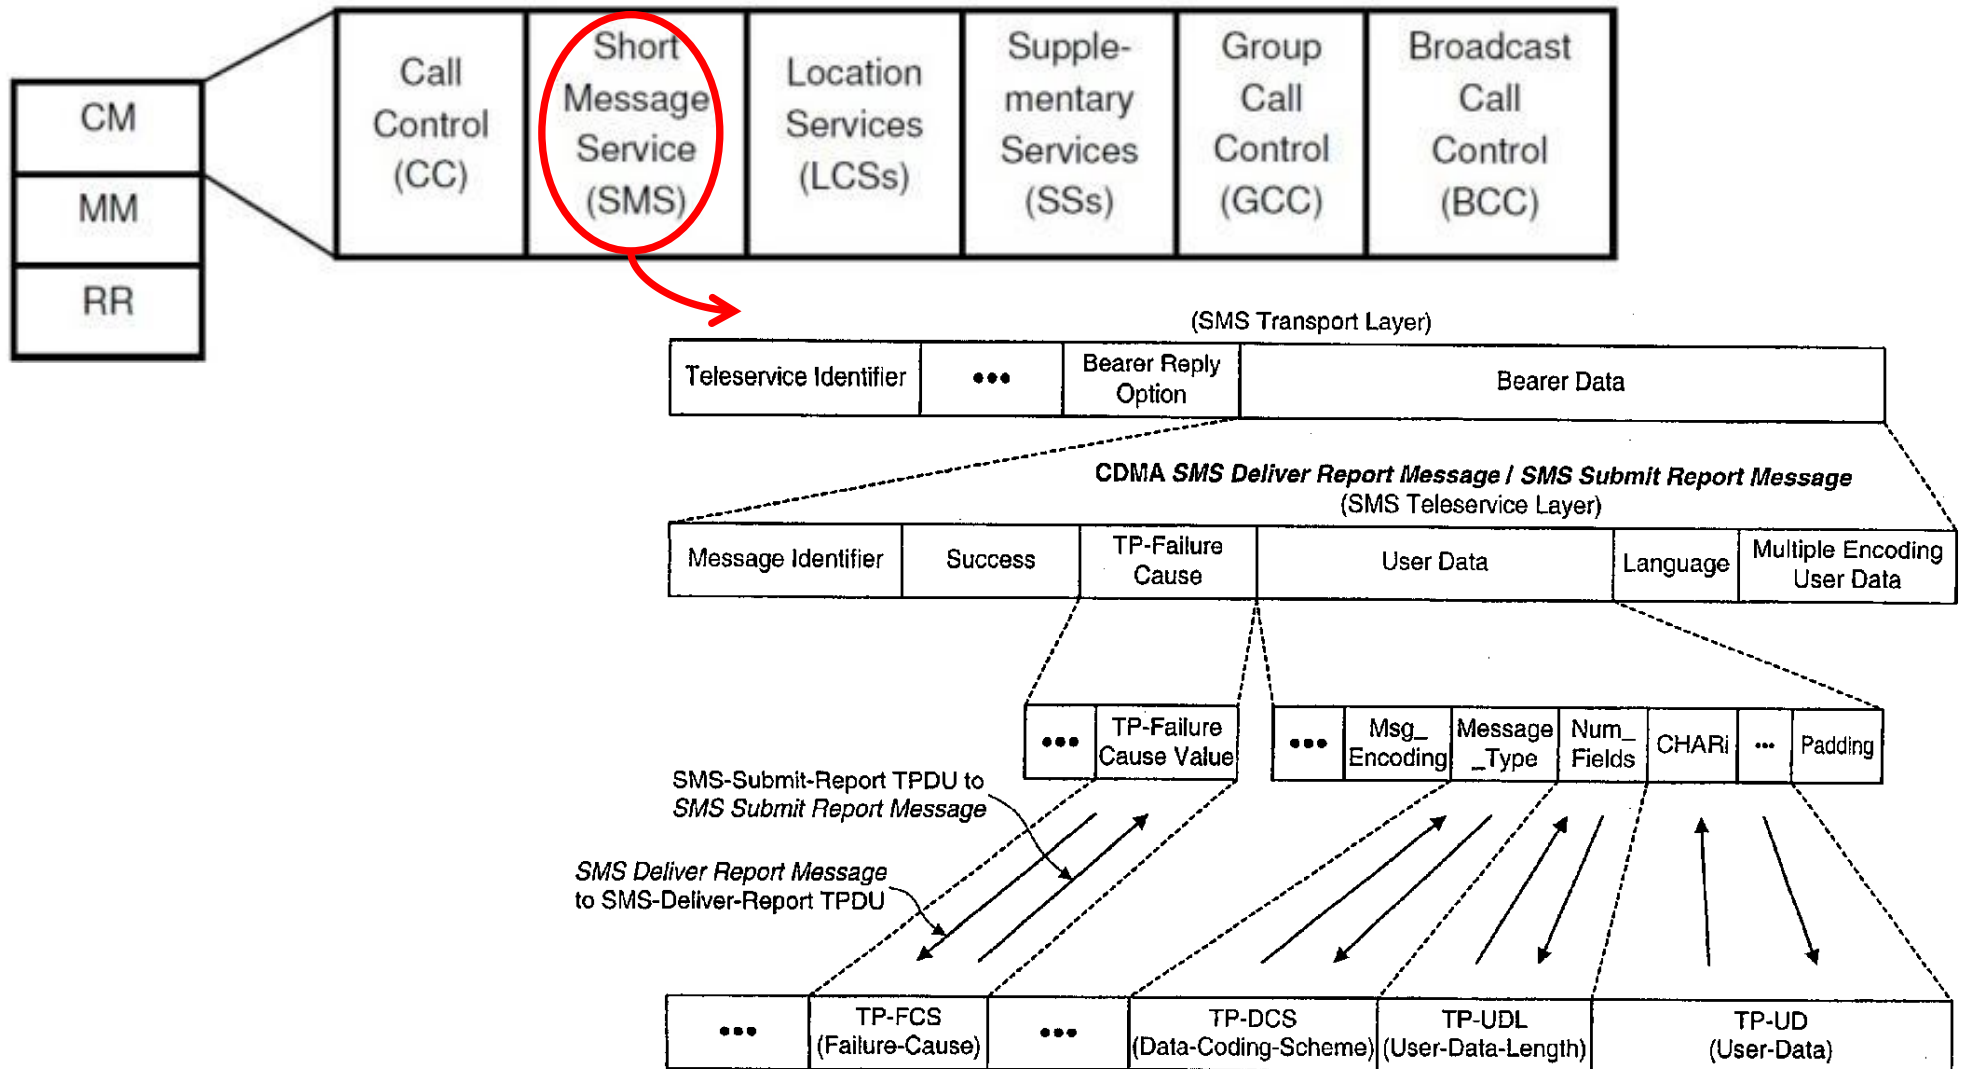 CM
MM
RR
Call
Control
(CC)
Short
Message
Service
(SMS)
Location
Services
(LCSs)
Supple-
mentary
Services
(SSs)
Group
Call
Control
(GCC)
Broadcast
Call
Control
(BCC)
(SMS Transport Layer)
Teleservice Identifier
•••
Bearer Reply
Option
Bearer Data
CDMA SMS Deliver Report Message / SMS Submit Report Message
(SMS Teleservice Layer)
Message Identifier
Success
TP-Failure
Cause
User Data
Language
Multiple Encoding
User Data
•••
TP-Failure
Cause Value
•••
Msg_
Encoding
Message
_Type
Num_
Fields
CHARi
•••
Padding
SMS-Submit-Report TPDU to
SMS Submit Report Message
SMS Deliver Report Message
to SMS-Deliver-Report TPDU
•••
TP-FCS
(Failure-Cause)
•••
TP-DCS
(Data-Coding-Scheme)
TP-UDL
(User-Data-Length)
TP-UD
(User-Data)